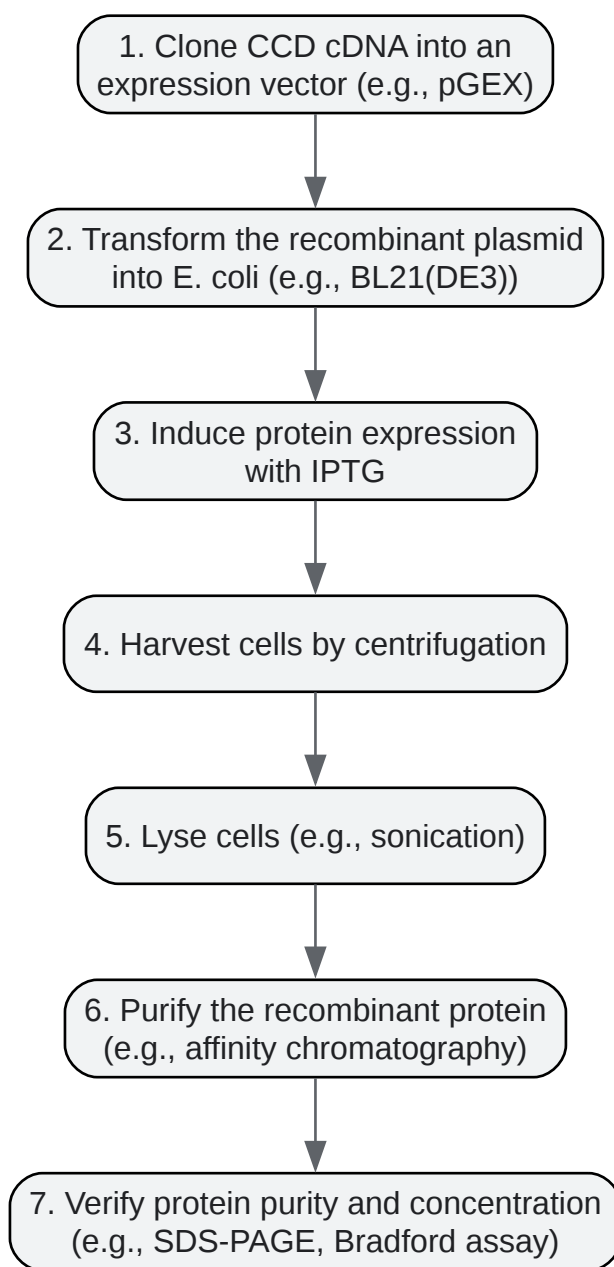 1. Clone CCD cDNA into an
expression vector (e.g., pGEX)
2. Transform the recombinant plasmid
into E. coli (e.g., BL21(DE3))
3. Induce protein expression
with IPTG
4. Harvest cells by centrifugation
5. Lyse cells (e.g., sonication)
6. Purify the recombinant protein
(e.g., affinity chromatography)
7. Verify protein purity and concentration
(e.g., SDS-PAGE, Bradford assay)